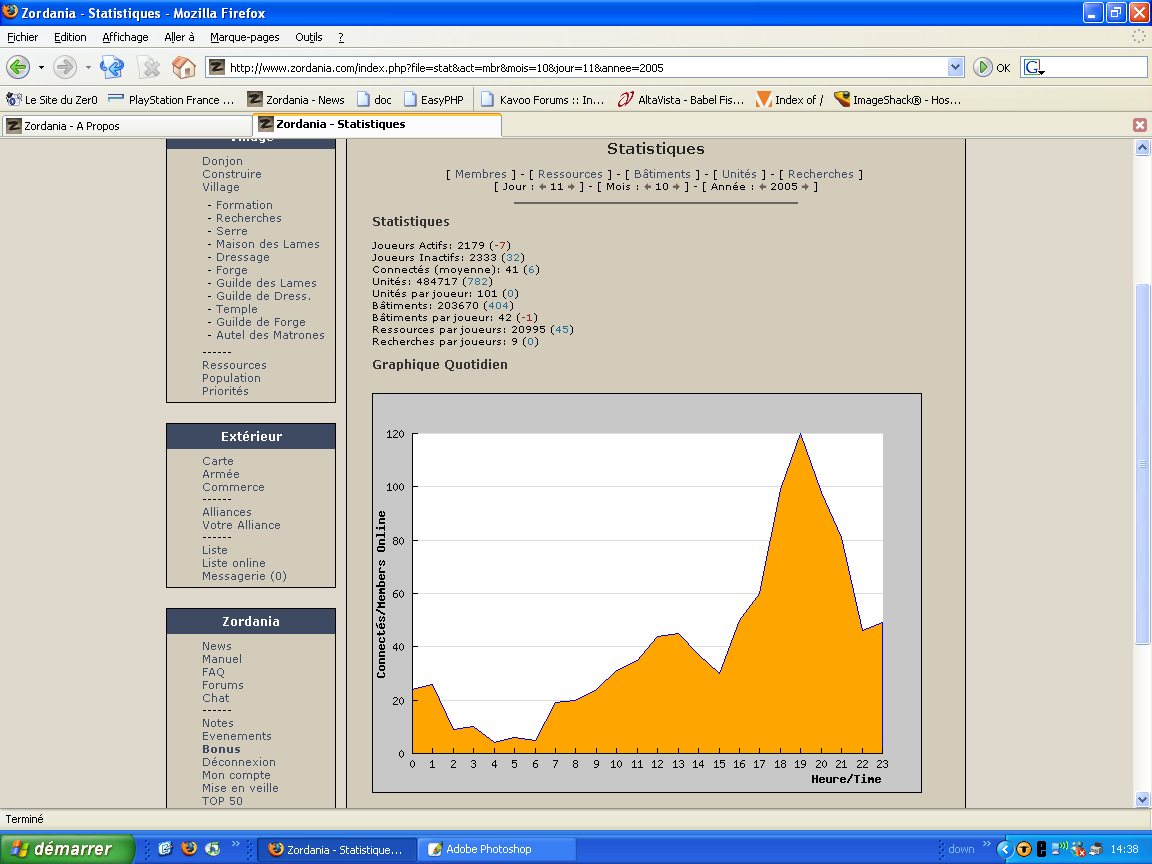 Zordania - Statistiques - Mozilla Firefox
Fichier Edition Affichage Aller à Marque-pages Outils ?
http://www.zordania.com/index.php?file=stat&act=mbr&mois=10&jour=11&annee=2005 OK G
Le Site du Zer0 PlayStation France ... Zordania - News doc EasyPHP Kavoo Forums :: In... AltaVista - Babel Fis... Index of / ImageShack® - Hos...
Zordania - A Propos Zordania - Statistiques
Village
Donjon
Construire
Village
- Formation
- Recherches
- Serre
- Maison des Lames
- Dressage
- Forge
- Guilde des Lames
- Guilde de Dress.
- Temple
- Guilde de Forge
- Autel des Matrones
------
Ressources
Population
Priorités
Extérieur
Carte
Armée
Commerce
------
Alliances
Votre Alliance
------
Liste
Liste online
Messagerie (0)
Zordania
News
Manuel
FAQ
Forums
Chat
------
Notes
Evenements
Bonus
Déconnexion
Mon compte
Mise en veille
TOP 50
Statistiques
[ Membres ] - [ Ressources ] - [ Bâtiments ] - [ Unités ] - [ Recherches ]
[ Jour : ← 11 → ] - [ Mois : ← 10 → ] - [ Année : ← 2005 → ]
Statistiques
Joueurs Actifs: 2179 (-7)
Joueurs Inactifs: 2333 (32)
Connectés (moyenne): 41 (6)
Unités: 484717 (782)
Unités par joueur: 101 (0)
Bâtiments: 203670 (404)
Bâtiments par joueur: 42 (-1)
Ressources par joueurs: 20995 (45)
Recherches par joueurs: 9 (0)
Graphique Quotidien
Connectés/Members Online
120
100
80
60
40
20
0
0 1 2 3 4 5 6 7 8 9 10 11 12 13 14 15 16 17 18 19 20 21 22 23
Heure/Time
Terminé
démarrer Zordania - Statistique... Adobe Photoshop down 14:38